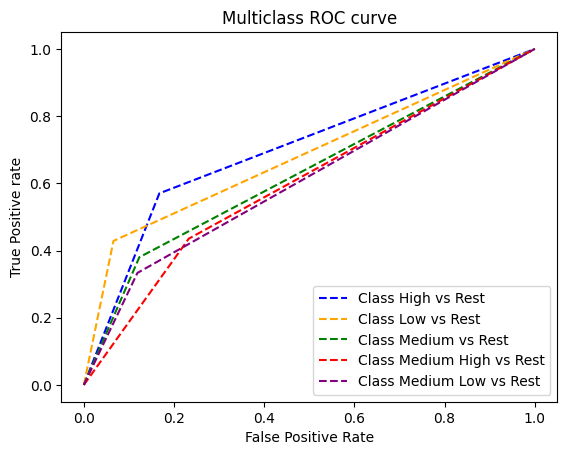 Multiclass ROC curve
1.0
0.8
0.6
0.4
0.2
0.0
True Positive rate
Class High vs Rest
Class Low vs Rest
Class Medium vs Rest
Class Medium High vs Rest
Class Medium Low vs Rest
0.0 0.2 0.4 0.6 0.8 1.0
False Positive Rate